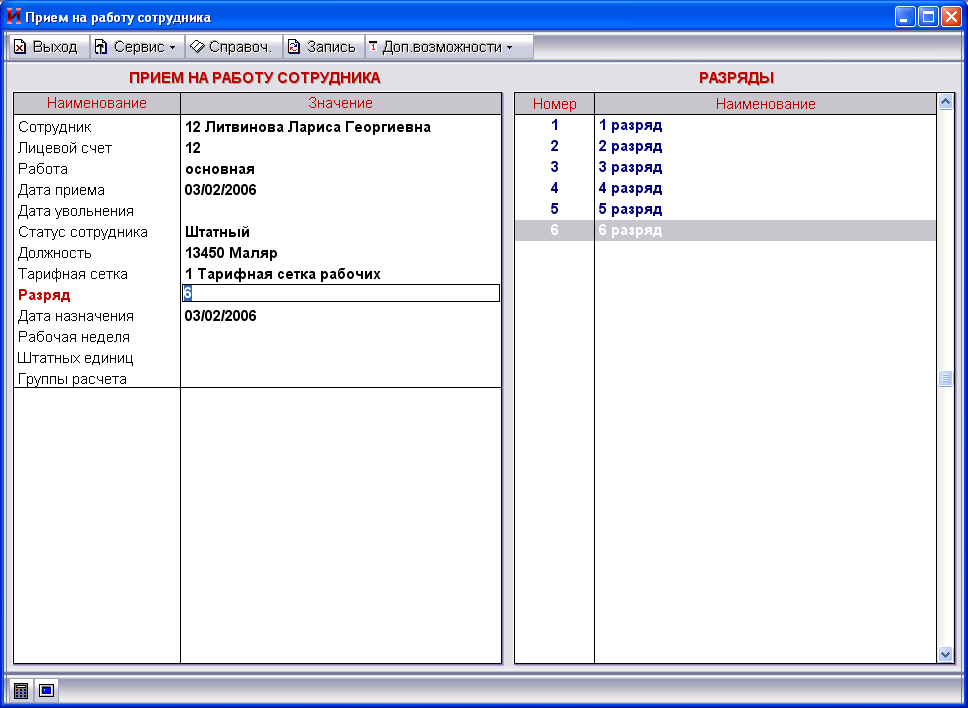 Прием на работу сотрудника
Выход Сервис Справоч. Запись Доп.возможности
ПРИЕМ НА РАБОТУ СОТРУДНИКА
Наименование Значение
Сотрудник 12 Литвинова Лариса Георгиевна
Лицевой счет 12
Работа основная
Дата приема 03/02/2006
Дата увольнения
Статус сотрудника Штатный
Должность 13450 Маляр
Тарифная сетка 1 Тарифная сетка рабочих
Разряд 6
Дата назначения 03/02/2006
Рабочая неделя
Штатных единиц
Группы расчета
РАЗРЯДЫ
Номер Наименование
1 1 разряд
2 2 разряд
3 3 разряд
4 4 разряд
5 5 разряд
6 6 разряд